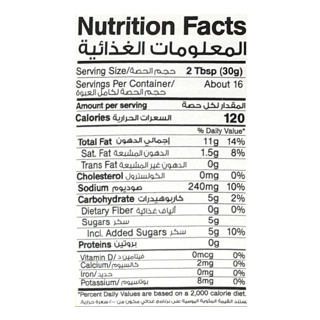 Nutrition Facts
المعلومات الغذائية
Serving Size/حجم الحصة 2 Tbsp (30g)
Servings Per Container/ About 16
حجم الحصة لكامل العبوة/
Amount per serving المقدار لكل حصة
Calories السعرات الحرارية 120
% Daily Value*
Total Fat إجمالي الدهون 11g 14%
Sat. Fat الدهون المشبعة 1.5g 8%
Trans Fat دهون غير المشبعة 0g
Cholesterol الكولسترول 0mg 0%
Sodium صوديوم 240mg 10%
Carbohydrate كاربوهيدرات 5g 2%
Dietary Fiber ألياف غذائية 0g 0%
Sugars سكر 5g
Incl. Added Sugars سكر 5g 10%
Proteins بروتين 0g
Vitamin D/فيتامين د 0mcg 0%
Calcium/كالسيوم 2mg 0%
Iron/حديد 0mg 0%
Potassium/بوتاسيوم 8mg 0%
*Percent Daily Values are based on a 2,000 calorie diet.